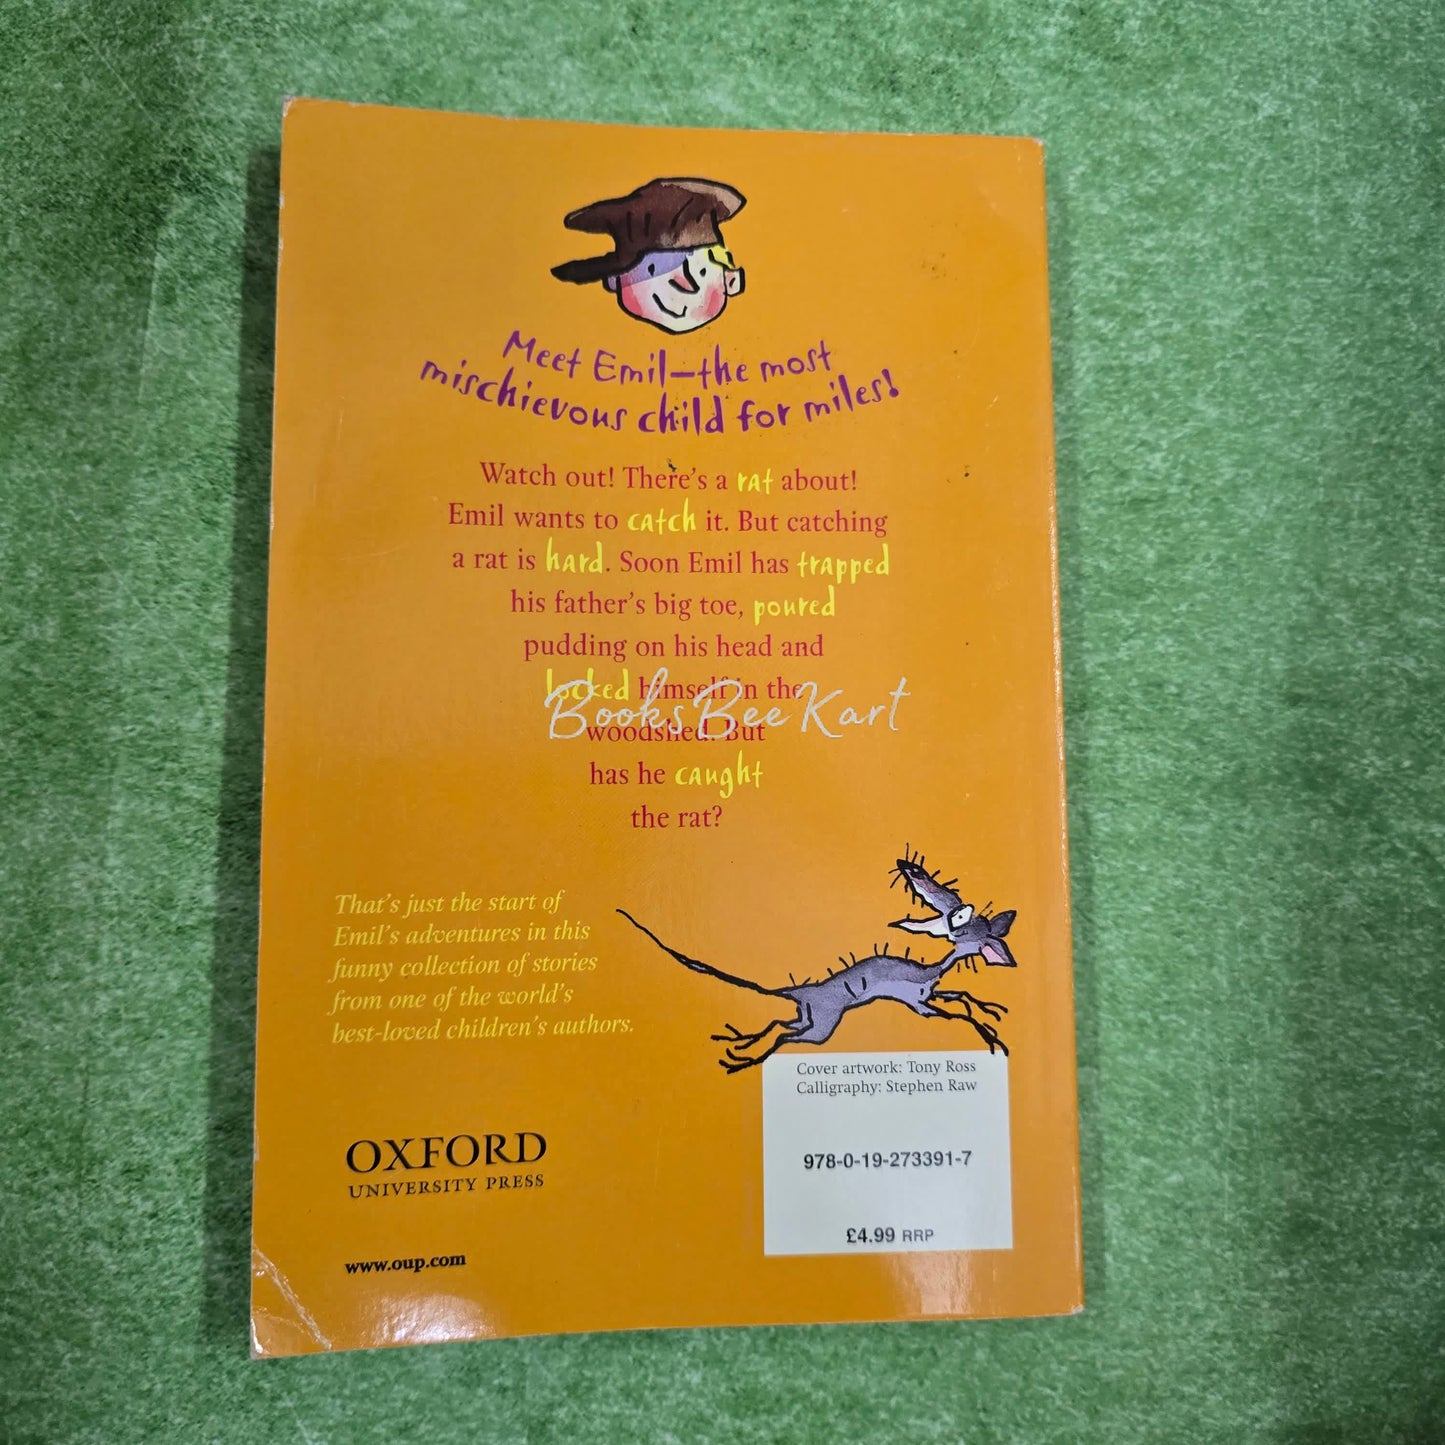 Meet Emil—the most
mischievous child for miles!
Watch out! There's a rat about!
Emil wants to catch it. But catching
a rat is hard. Soon Emil has trapped
his father's big toe, poured
pudding on his head and
locked himself in the
BooksBeeKart
woodshed. But
has he caught
the rat?
That's just the start of
Emil's adventures in this
funny collection of stories
from one of the world's
best-loved children's authors.
Cover artwork: Tony Ross
Calligraphy: Stephen Raw
978-0-19-273391-7
£4.99 RRP
OXFORD
UNIVERSITY PRESS
www.oup.com